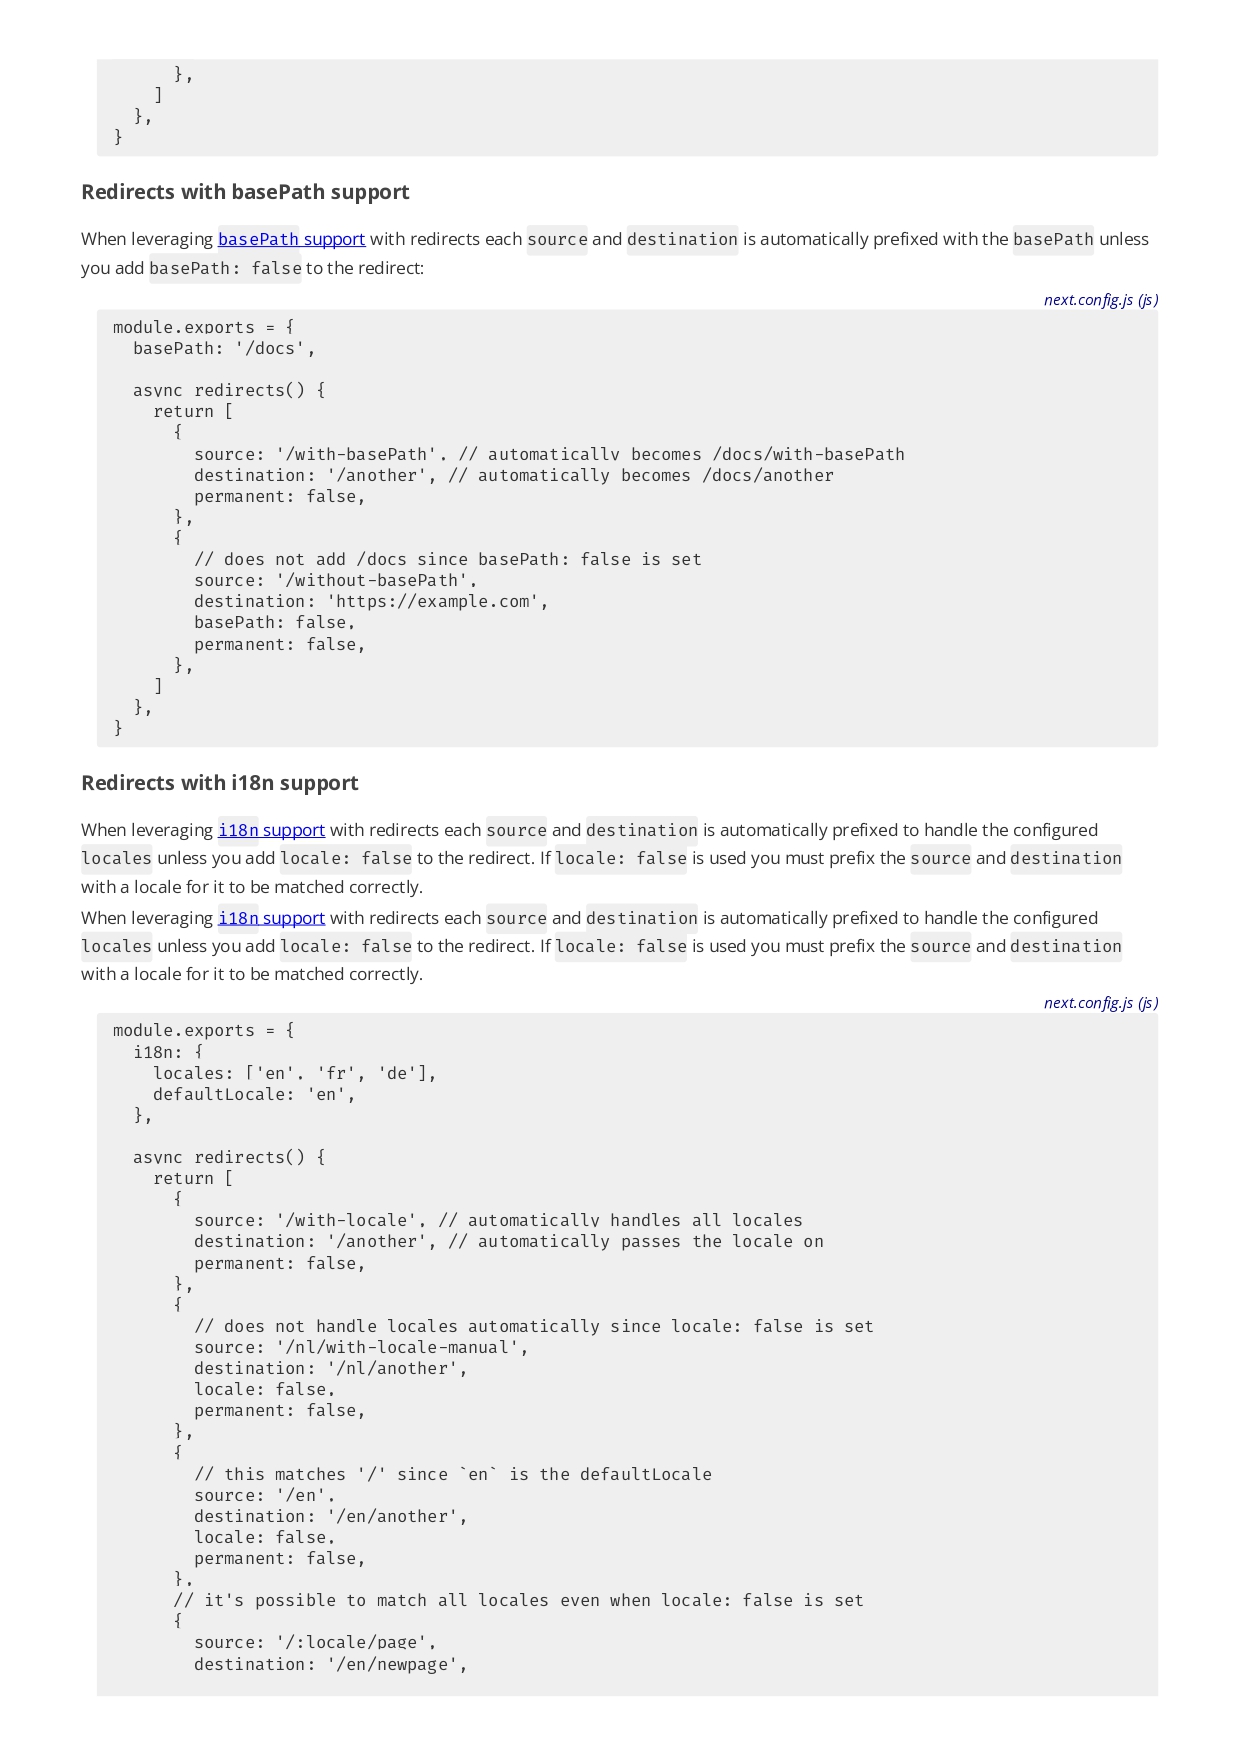 },
    ]
  },
}
Redirects with basePath support
When leveraging basePath support with redirects each source and destination is automatically prefixed with the basePath unless
you add basePath: false to the redirect:
next.config.js (js)
module.exports = {
  basePath: '/docs',

  async redirects() {
    return [
      {
        source: '/with-basePath', // automatically becomes /docs/with-basePath
        destination: '/another', // automatically becomes /docs/another
        permanent: false,
      },
      {
        // does not add /docs since basePath: false is set
        source: '/without-basePath',
        destination: 'https://example.com',
        basePath: false,
        permanent: false,
      },
    ]
  },
}
Redirects with i18n support
When leveraging i18n support with redirects each source and destination is automatically prefixed to handle the configured
locales unless you add locale: false to the redirect. If locale: false is used you must prefix the source and destination
with a locale for it to be matched correctly.
When leveraging i18n support with redirects each source and destination is automatically prefixed to handle the configured
locales unless you add locale: false to the redirect. If locale: false is used you must prefix the source and destination
with a locale for it to be matched correctly.
next.config.js (js)
module.exports = {
  i18n: {
    locales: ['en', 'fr', 'de'],
    defaultLocale: 'en',
  },

  async redirects() {
    return [
      {
        source: '/with-locale', // automatically handles all locales
        destination: '/another', // automatically passes the locale on
        permanent: false,
      },
      {
        // does not handle locales automatically since locale: false is set
        source: '/nl/with-locale-manual',
        destination: '/nl/another',
        locale: false,
        permanent: false,
      },
      {
        // this matches '/' since `en` is the defaultLocale
        source: '/en',
        destination: '/en/another',
        locale: false,
        permanent: false,
      },
      // it's possible to match all locales even when locale: false is set
      {
        source: '/:locale/page',
        destination: '/en/newpage',